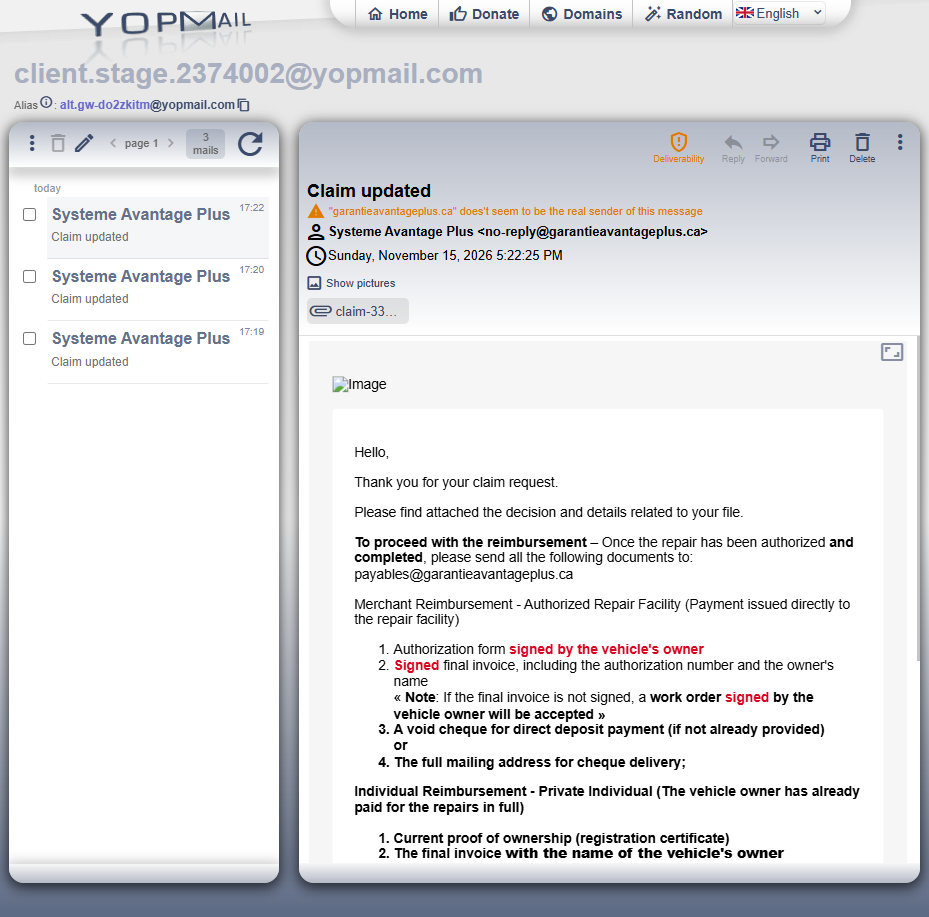 YOPMAIL
Home
Donate
Domains
Random
English
client.stage.2374002@yopmail.com
Alias : alt.gw-do2zkitm@yopmail.com
page 1
3
mails
today
Systeme Avantage Plus 17:22
Claim updated
Systeme Avantage Plus 17:20
Claim updated
Systeme Avantage Plus 17:19
Claim updated
Deliverability
Reply
Forward
Print
Delete
Claim updated
"garantieavantageplus.ca" does't seem to be the real sender of this message
Systeme Avantage Plus <no-reply@garantieavantageplus.ca>
Sunday, November 15, 2026 5:22:25 PM
Show pictures
claim-33...
Image
Hello,
Thank you for your claim request.
Please find attached the decision and details related to your file.
To proceed with the reimbursement – Once the repair has been authorized and
completed, please send all the following documents to:
payables@garantieavantageplus.ca
Merchant Reimbursement - Authorized Repair Facility (Payment issued directly to
the repair facility)
1. Authorization form signed by the vehicle's owner
2. Signed final invoice, including the authorization number and the owner's
name
« Note: If the final invoice is not signed, a work order signed by the
vehicle owner will be accepted »
3. A void cheque for direct deposit payment (if not already provided)
or
4. The full mailing address for cheque delivery;
Individual Reimbursement - Private Individual (The vehicle owner has already
paid for the repairs in full)
1. Current proof of ownership (registration certificate)
2. The final invoice with the name of the vehicle's owner